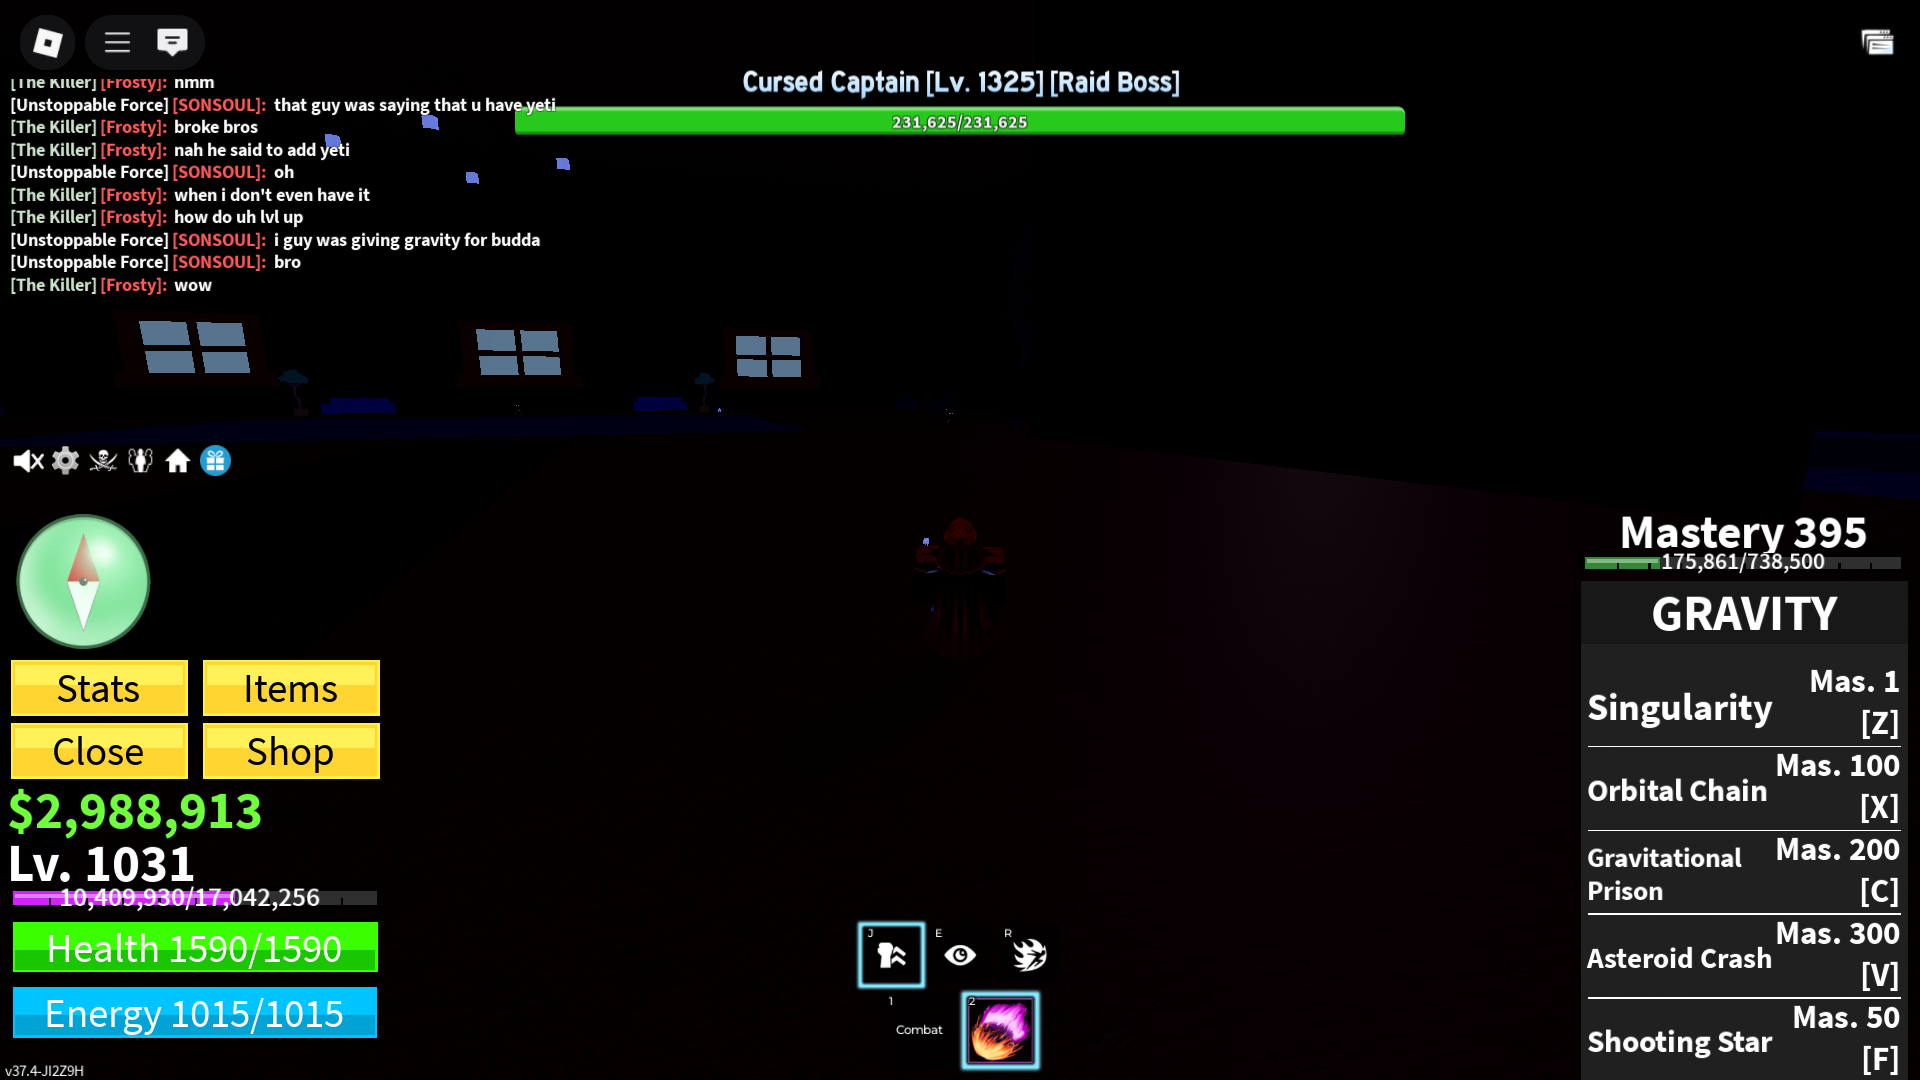 [The Killer] [Frosty]: hmm
[Unstoppable Force] [SONSOUL]: that guy was saying that u have yeti
[The Killer] [Frosty]: broke bros
[The Killer] [Frosty]: nah he said to add yeti
[Unstoppable Force] [SONSOUL]: oh
[The Killer] [Frosty]: when i don't even have it
[The Killer] [Frosty]: how do uh lvl up
[Unstoppable Force] [SONSOUL]: i guy was giving gravity for budda
[Unstoppable Force] [SONSOUL]: bro
[The Killer] [Frosty]: wow
Cursed Captain [Lv. 1325] [Raid Boss]
231,625/231,625
Stats
Items
Close
Shop
$2,988,913
Lv. 1031
10,409,930/17,042,256
Health 1590/1590
Energy 1015/1015
v37.4-JI2Z9H
J
E
R
1
Combat
2
Mastery 395
175,861/738,500
GRAVITY
Singularity
Mas. 1
[Z]
Orbital Chain
Mas. 100
[X]
Gravitational
Prison
Mas. 200
[C]
Asteroid Crash
Mas. 300
[V]
Shooting Star
Mas. 50
[F]